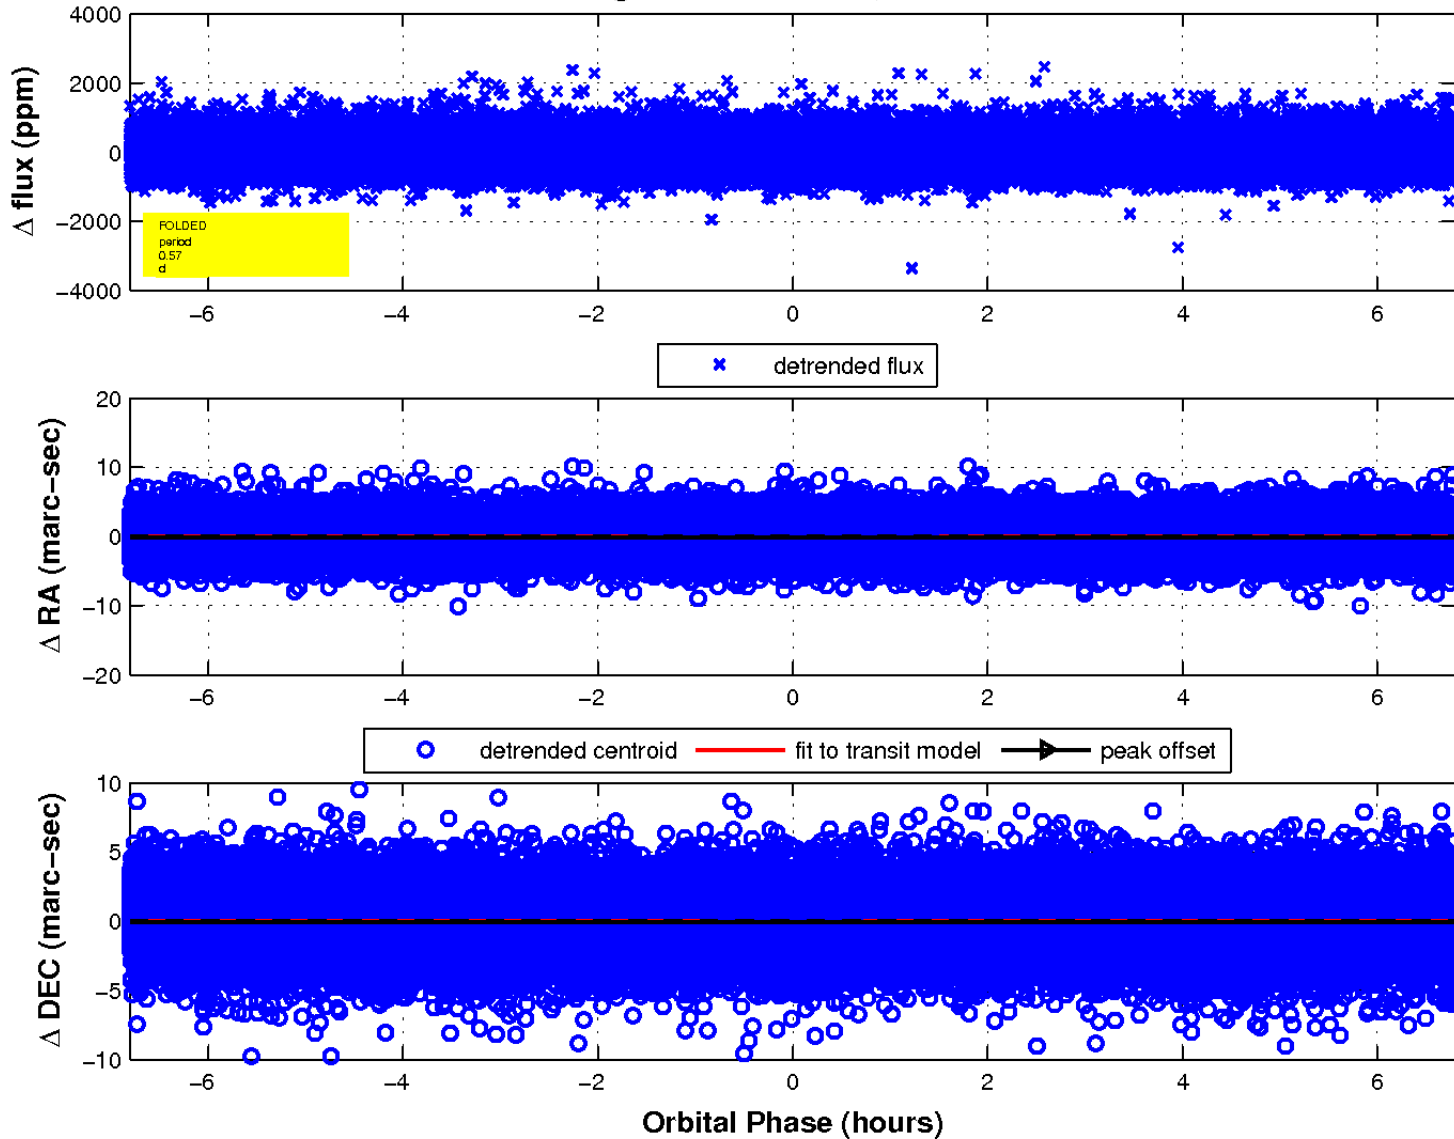 4000
2000
0
−2000
−4000
Δ flux (ppm)
FOLDED
period
0.57
d
−6 −4 −2 0 2 4 6
detrended flux
20
10
0
−10
−20
Δ RA (marc−sec)
−6 −4 −2 0 2 4 6
detrended centroid fit to transit model peak offset
10
5
0
−5
−10
Δ DEC (marc−sec)
−6 −4 −2 0 2 4 6
Orbital Phase (hours)